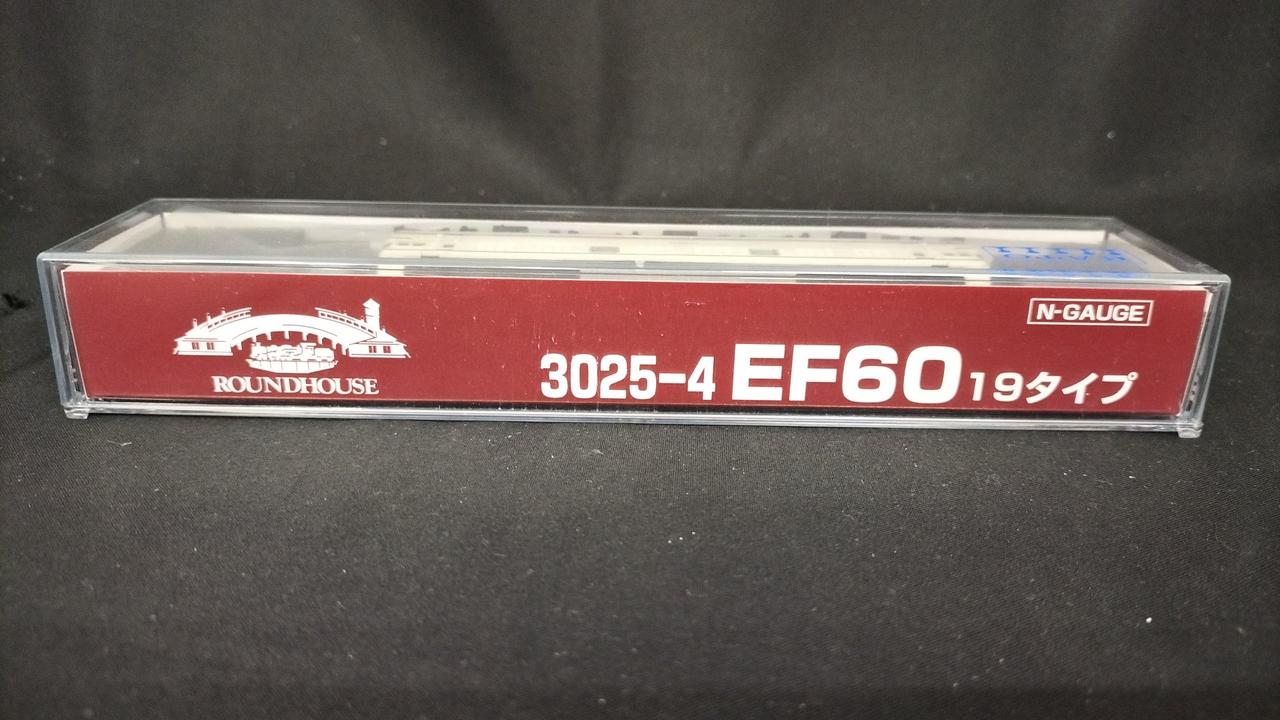 N-GAUGE
ROUNDHOUSE
3025-4 EF60 19タイプ